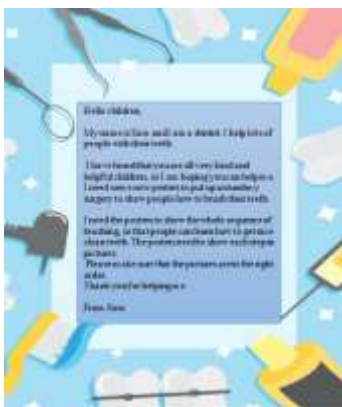 Hello children,
My name is          and I am a dentist. I help lots of
people with their teeth.
I have heard that you are all very kind and
helpful children, so I am hoping you can help me.
I need some new posters to put up around my
surgery to show people how to brush their teeth.
I need the posters to show the whole sequence of
brushing, so that people can learn how to get nice
clean teeth. The posters need to show each step in
pictures.
Please make sure that the pictures are in the right
order.
Thank you for helping me
From,